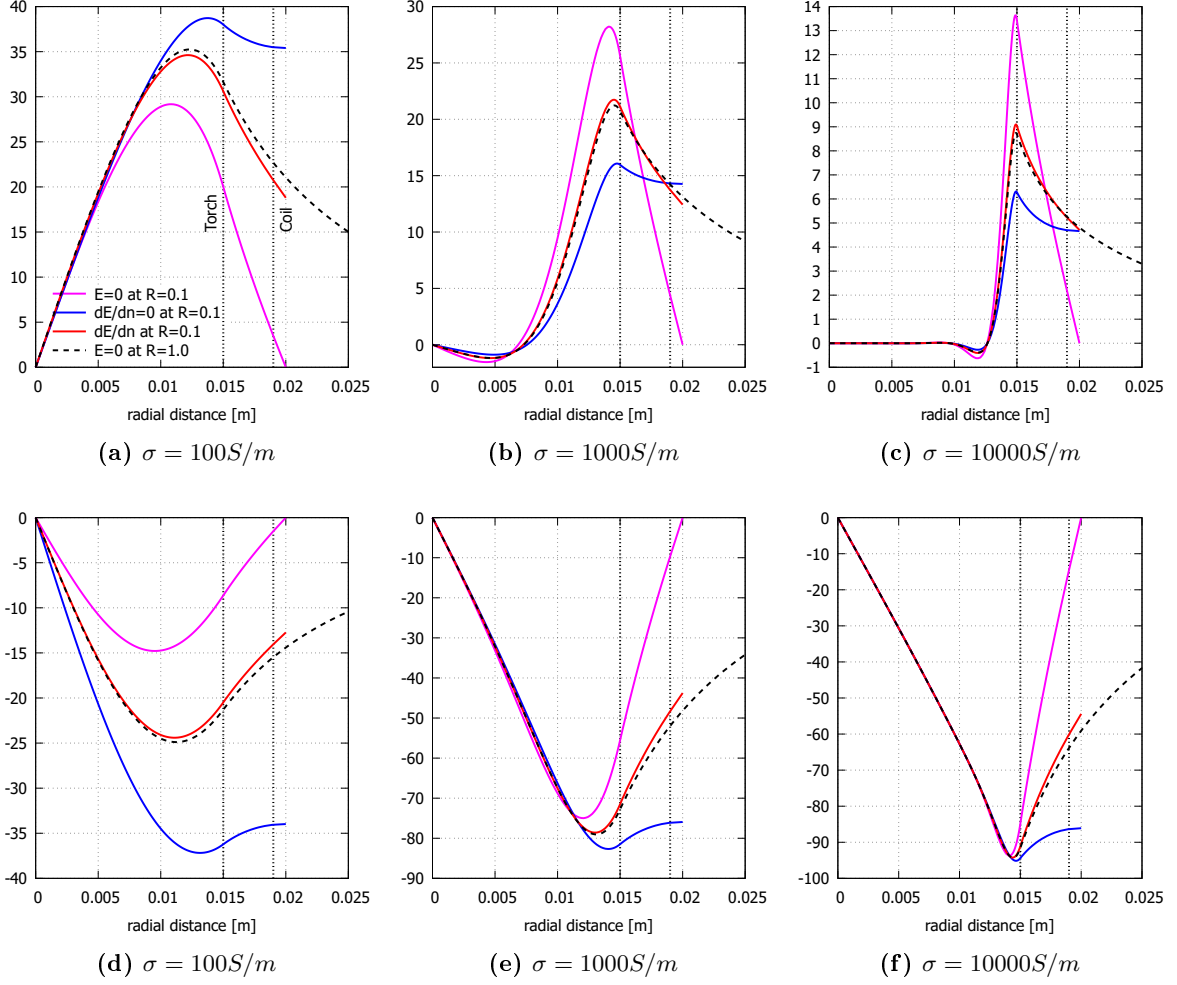 40
35
30
25
20
15
10
5
0
Torch
Coil
E=0 at R=0.1
dE/dn=0 at R=0.1
dE/dn at R=0.1
E=0 at R=1.0
0 0.005 0.01 0.015 0.02 0.025
radial distance [m]
(a) σ = 100S/m
30
25
20
15
10
5
0
0 0.005 0.01 0.015 0.02 0.025
radial distance [m]
(b) σ = 1000S/m
14
13
12
11
10
9
8
7
6
5
4
3
2
1
0
-1
0 0.005 0.01 0.015 0.02 0.025
radial distance [m]
(c) σ = 10000S/m
0
-5
-10
-15
-20
-25
-30
-35
-40
0 0.005 0.01 0.015 0.02 0.025
radial distance [m]
(d) σ = 100S/m
0
-10
-20
-30
-40
-50
-60
-70
-80
-90
0 0.005 0.01 0.015 0.02 0.025
radial distance [m]
(e) σ = 1000S/m
0
-10
-20
-30
-40
-50
-60
-70
-80
-90
-100
0 0.005 0.01 0.015 0.02 0.025
radial distance [m]
(f) σ = 10000S/m